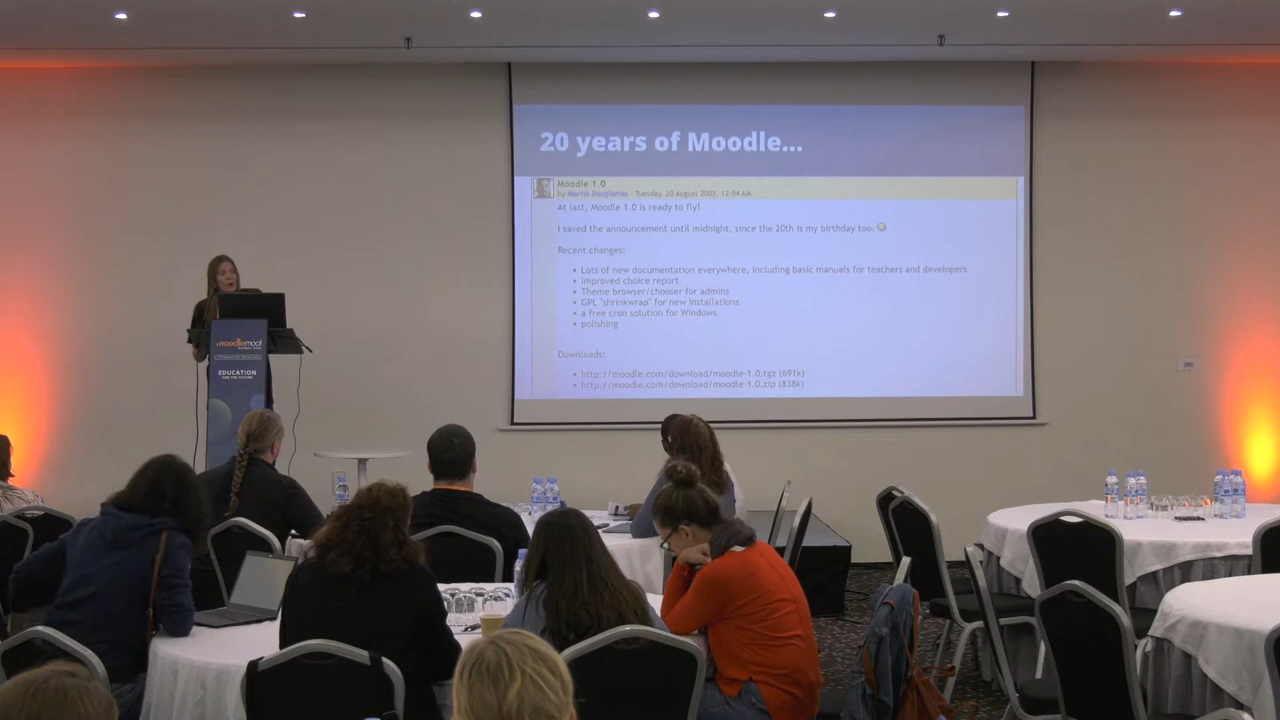 20 years of Moodle...
Moodle 1.0
by Martin Dougiamas - Tuesday, 20 August 2002, 12:04 AM
At last, Moodle 1.0 is ready to fly!
I saved the announcement until midnight, since the 20th is my birthday too.
Recent changes:
• Lots of new documentation everywhere, including basic manuals for teachers and developers
• Improved choice report
• Theme browser/chooser for admins
• GPL "shrinkwrap" for new installations
• a free cron solution for Windows
• polishing
Downloads:
• http://moodle.com/download/moodle-1.0.tgz (691k)
• http://moodle.com/download/moodle-1.0.zip (838k)
moodlemoot
EDUCATION
FOR THE FUTURE